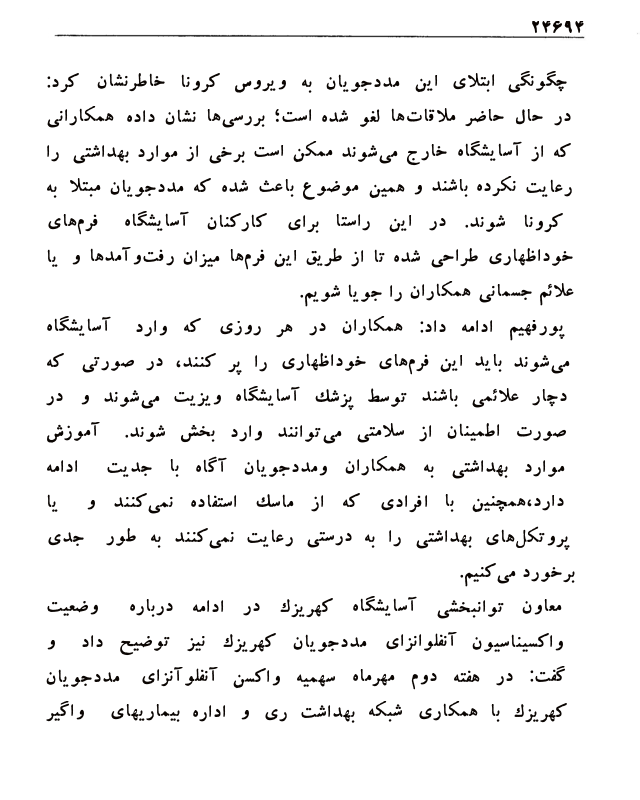 ۲۴۶۹۴
چگونگی ابتلای این مددجویان به ویروس کرونا خاطرنشان کرد:
در حال حاضر ملاقات‌ها لغو شده است؛ بررسی‌ها نشان داده همکارانی
که از آسایشگاه خارج می‌شوند ممکن است برخی از موارد بهداشتی را
رعایت نکرده باشند و همین موضوع باعث شده که مددجویان مبتلا به
کرونا شوند. در این راستا برای کارکنان آسایشگاه فرم‌های
خوداظهاری طراحی شده تا از طریق این فرم‌ها میزان رفت‌وآمدها و یا
علائم جسمانی همکاران را جویا شویم.
پورفهیم ادامه داد: همکاران در هر روزی که وارد آسایشگاه
می‌شوند باید این فرم‌های خوداظهاری را پر کنند، در صورتی که
دچار علائمی باشند توسط پزشك آسایشگاه ویزیت می‌شوند و در
صورت اطمینان از سلامتی می‌توانند وارد بخش شوند. آموزش
موارد بهداشتی به همکاران ومددجویان آگاه با جدیت ادامه
دارد،همچنین با افرادی که از ماسك استفاده نمی‌کنند و یا
پروتکل‌های بهداشتی را به درستی رعایت نمی‌کنند به طور جدی
برخورد می‌کنیم.
معاون توانبخشی آسایشگاه کهریزك در ادامه درباره وضعیت
واکسیناسیون آنفلوانزای مددجویان کهریزك نیز توضیح داد و
گفت: در هفته دوم مهرماه سهمیه واکسن آنفلوآنزای مددجویان
کهریزك با همکاری شبکه بهداشت ری و اداره بیماریهای واگیر